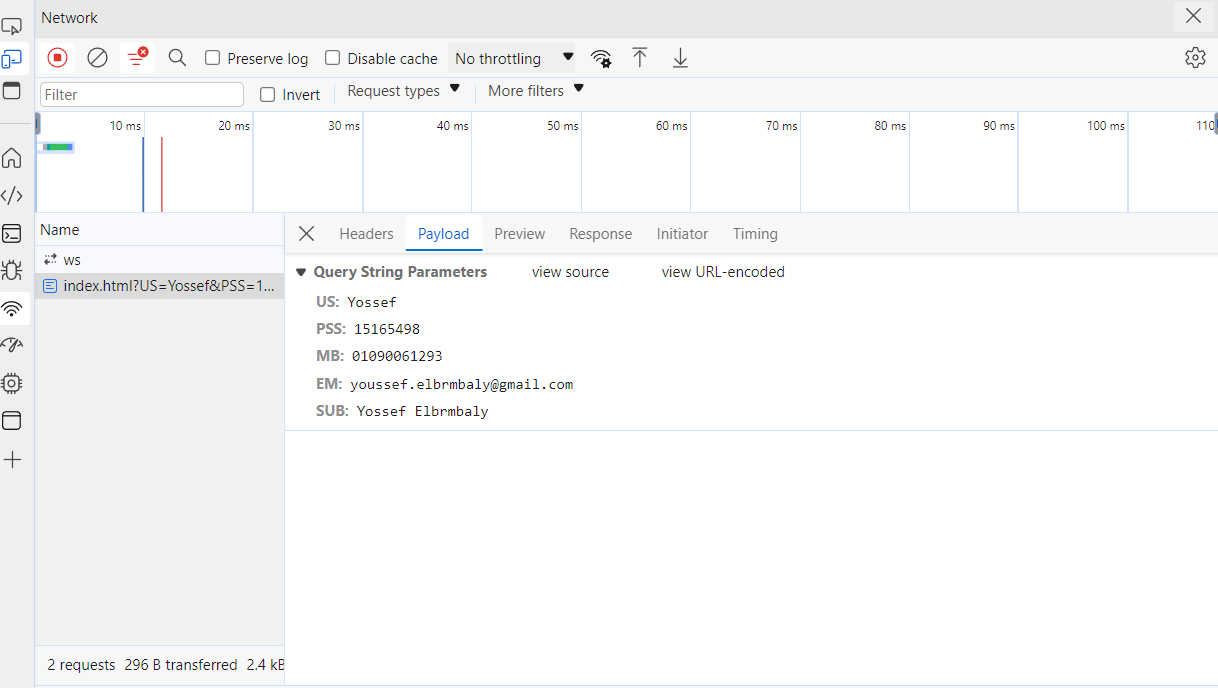 Network
Preserve log Disable cache No throttling
Filter Invert Request types More filters
10 ms 20 ms 30 ms 40 ms 50 ms 60 ms 70 ms 80 ms 90 ms 100 ms 110
Name Headers Payload Preview Response Initiator Timing
ws
index.html?US=Yossef&PSS=1...
Query String Parameters view source view URL-encoded
US: Yossef
PSS: 15165498
MB: 01090061293
EM: youssef.elbrmbaly@gmail.com
SUB: Yossef Elbrmbaly
2 requests 296 B transferred 2.4 kB